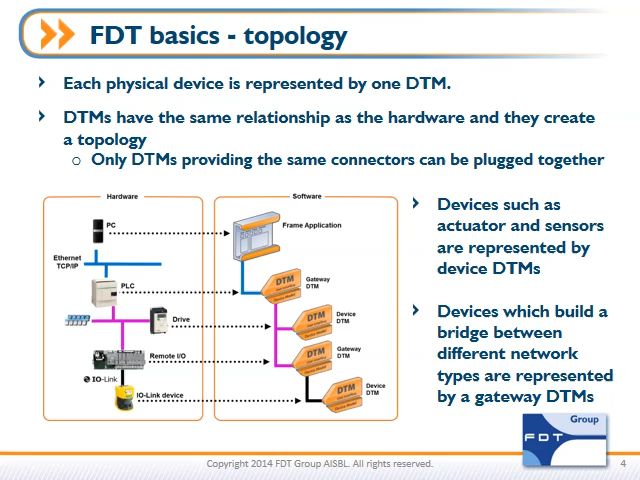 FDT basics - topology
Each physical device is represented by one DTM.
DTMs have the same relationship as the hardware and they create
a topology
Only DTMs providing the same connectors can be plugged together
Hardware
Software
PC
Frame Application
Ethernet
TCP/IP
PLC
DTM
Gateway
DTM
Drive
DTM
Device
DTM
Remote I/O
DTM
Gateway
DTM
IO-Link
IO-Link device
DTM
Device
DTM
Devices such as
actuator and sensors
are represented by
device DTMs
Devices which build a
bridge between
different network
types are represented
by a gateway DTMs
Group
FDT
Copyright 2014 FDT Group AISBL. All rights reserved.
4